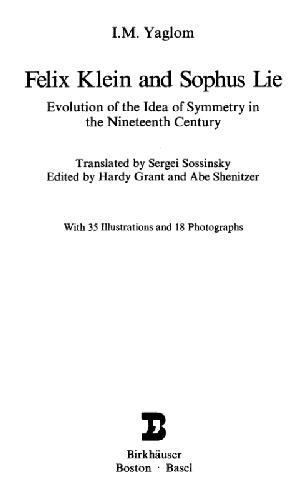 I.M. Yaglom
Felix Klein and Sophus Lie
Evolution of the Idea of Symmetry in
the Nineteenth Century
Translated by Sergei Sossinsky
Edited by Hardy Grant and Abe Shenitzer
With 35 Illustrations and 18 Photographs
Birkhäuser
Boston · Basel